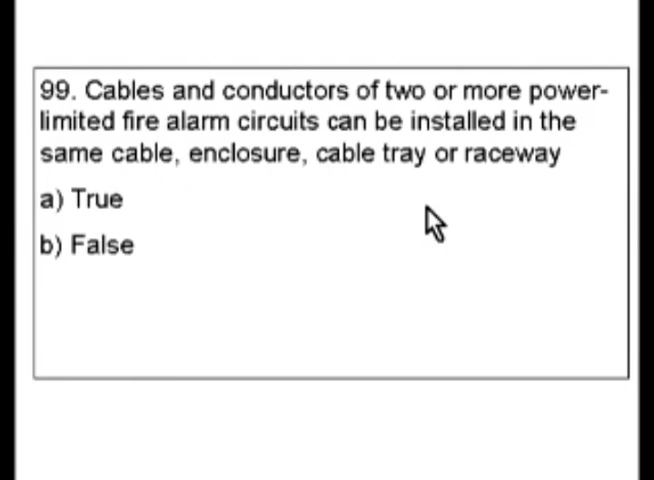 99. Cables and conductors of two or more power-
limited fire alarm circuits can be installed in the
same cable, enclosure, cable tray or raceway
a) True
b) False